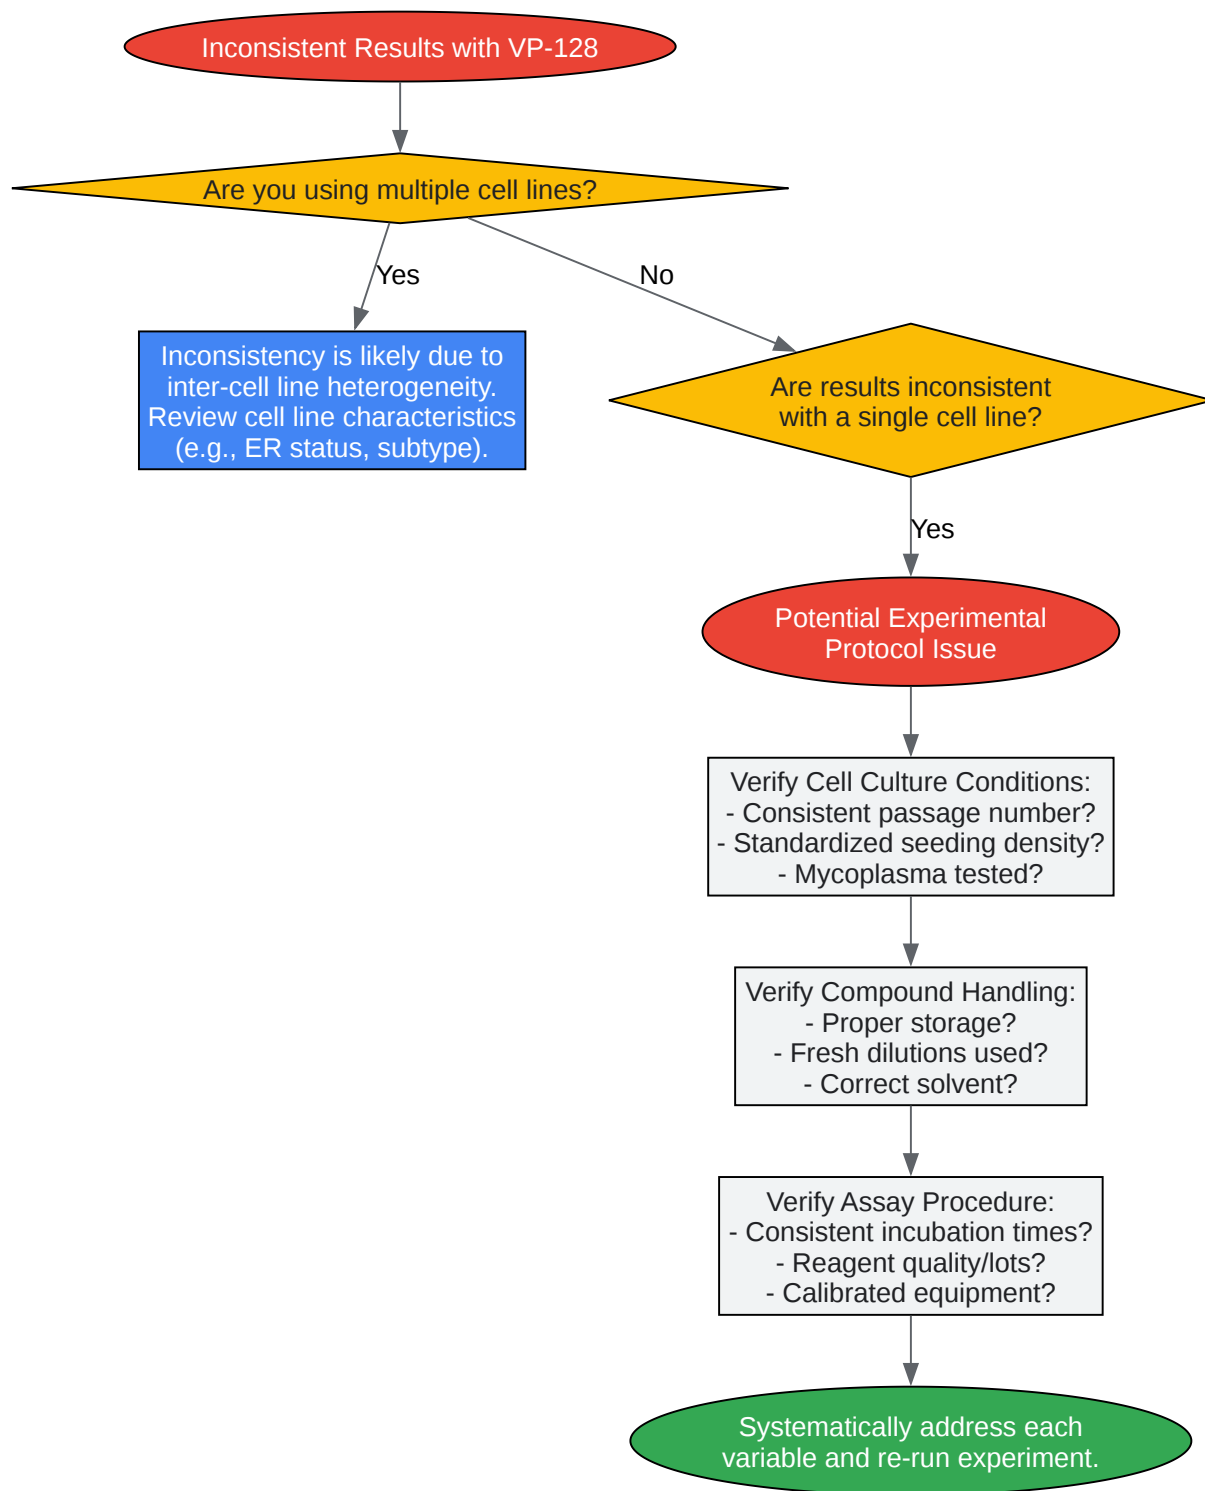 Inconsistent Results with VP-128
Are you using multiple cell lines?
Yes
No
Inconsistency is likely due to
inter-cell line heterogeneity.
Review cell line characteristics
(e.g., ER status, subtype).
Are results inconsistent
with a single cell line?
Yes
Potential Experimental
Protocol Issue
Verify Cell Culture Conditions:
- Consistent passage number?
- Standardized seeding density?
- Mycoplasma tested?
Verify Compound Handling:
- Proper storage?
- Fresh dilutions used?
- Correct solvent?
Verify Assay Procedure:
- Consistent incubation times?
- Reagent quality/lots?
- Calibrated equipment?
Systematically address each
variable and re-run experiment.